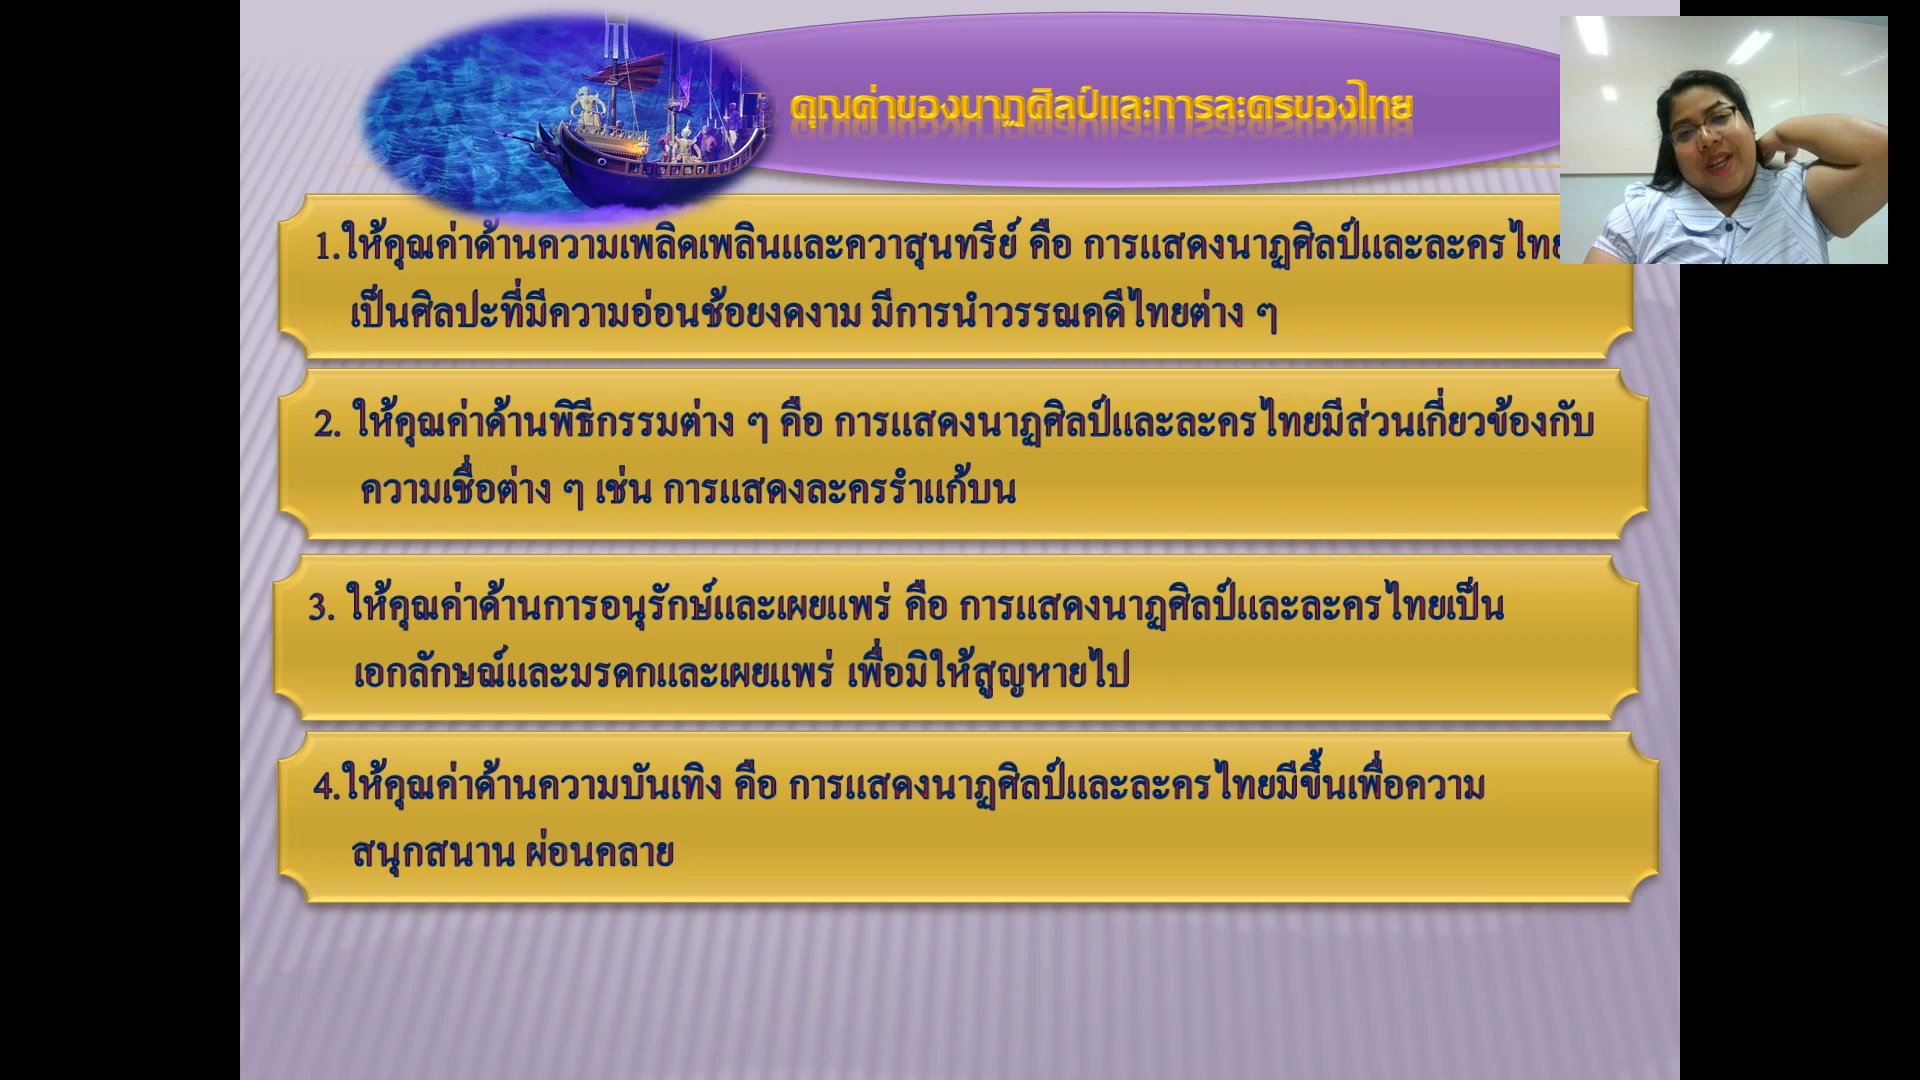 คุณค่าของนาฏศิลป์และการละครของไทย
1.ให้คุณค่าด้านความเพลิดเพลินและควาสุนทรีย์ คือ การแสดงนาฏศิลป์และละครไทย
เป็นศิลปะที่มีความอ่อนช้อยงดงาม มีการนำวรรณคดีไทยต่าง ๆ
2. ให้คุณค่าด้านพิธีกรรมต่าง ๆ คือ การแสดงนาฏศิลป์และละครไทยมีส่วนเกี่ยวข้องกับ
ความเชื่อต่าง ๆ เช่น การแสดงละครรำแก้บน
3. ให้คุณค่าด้านการอนุรักษ์และเผยแพร่ คือ การแสดงนาฏศิลป์และละครไทยเป็น
เอกลักษณ์และมรดกและเผยแพร่ เพื่อมิให้สูญหายไป
4.ให้คุณค่าด้านความบันเทิง คือ การแสดงนาฏศิลป์และละครไทยมีขึ้นเพื่อความ
สนุกสนาน ผ่อนคลาย